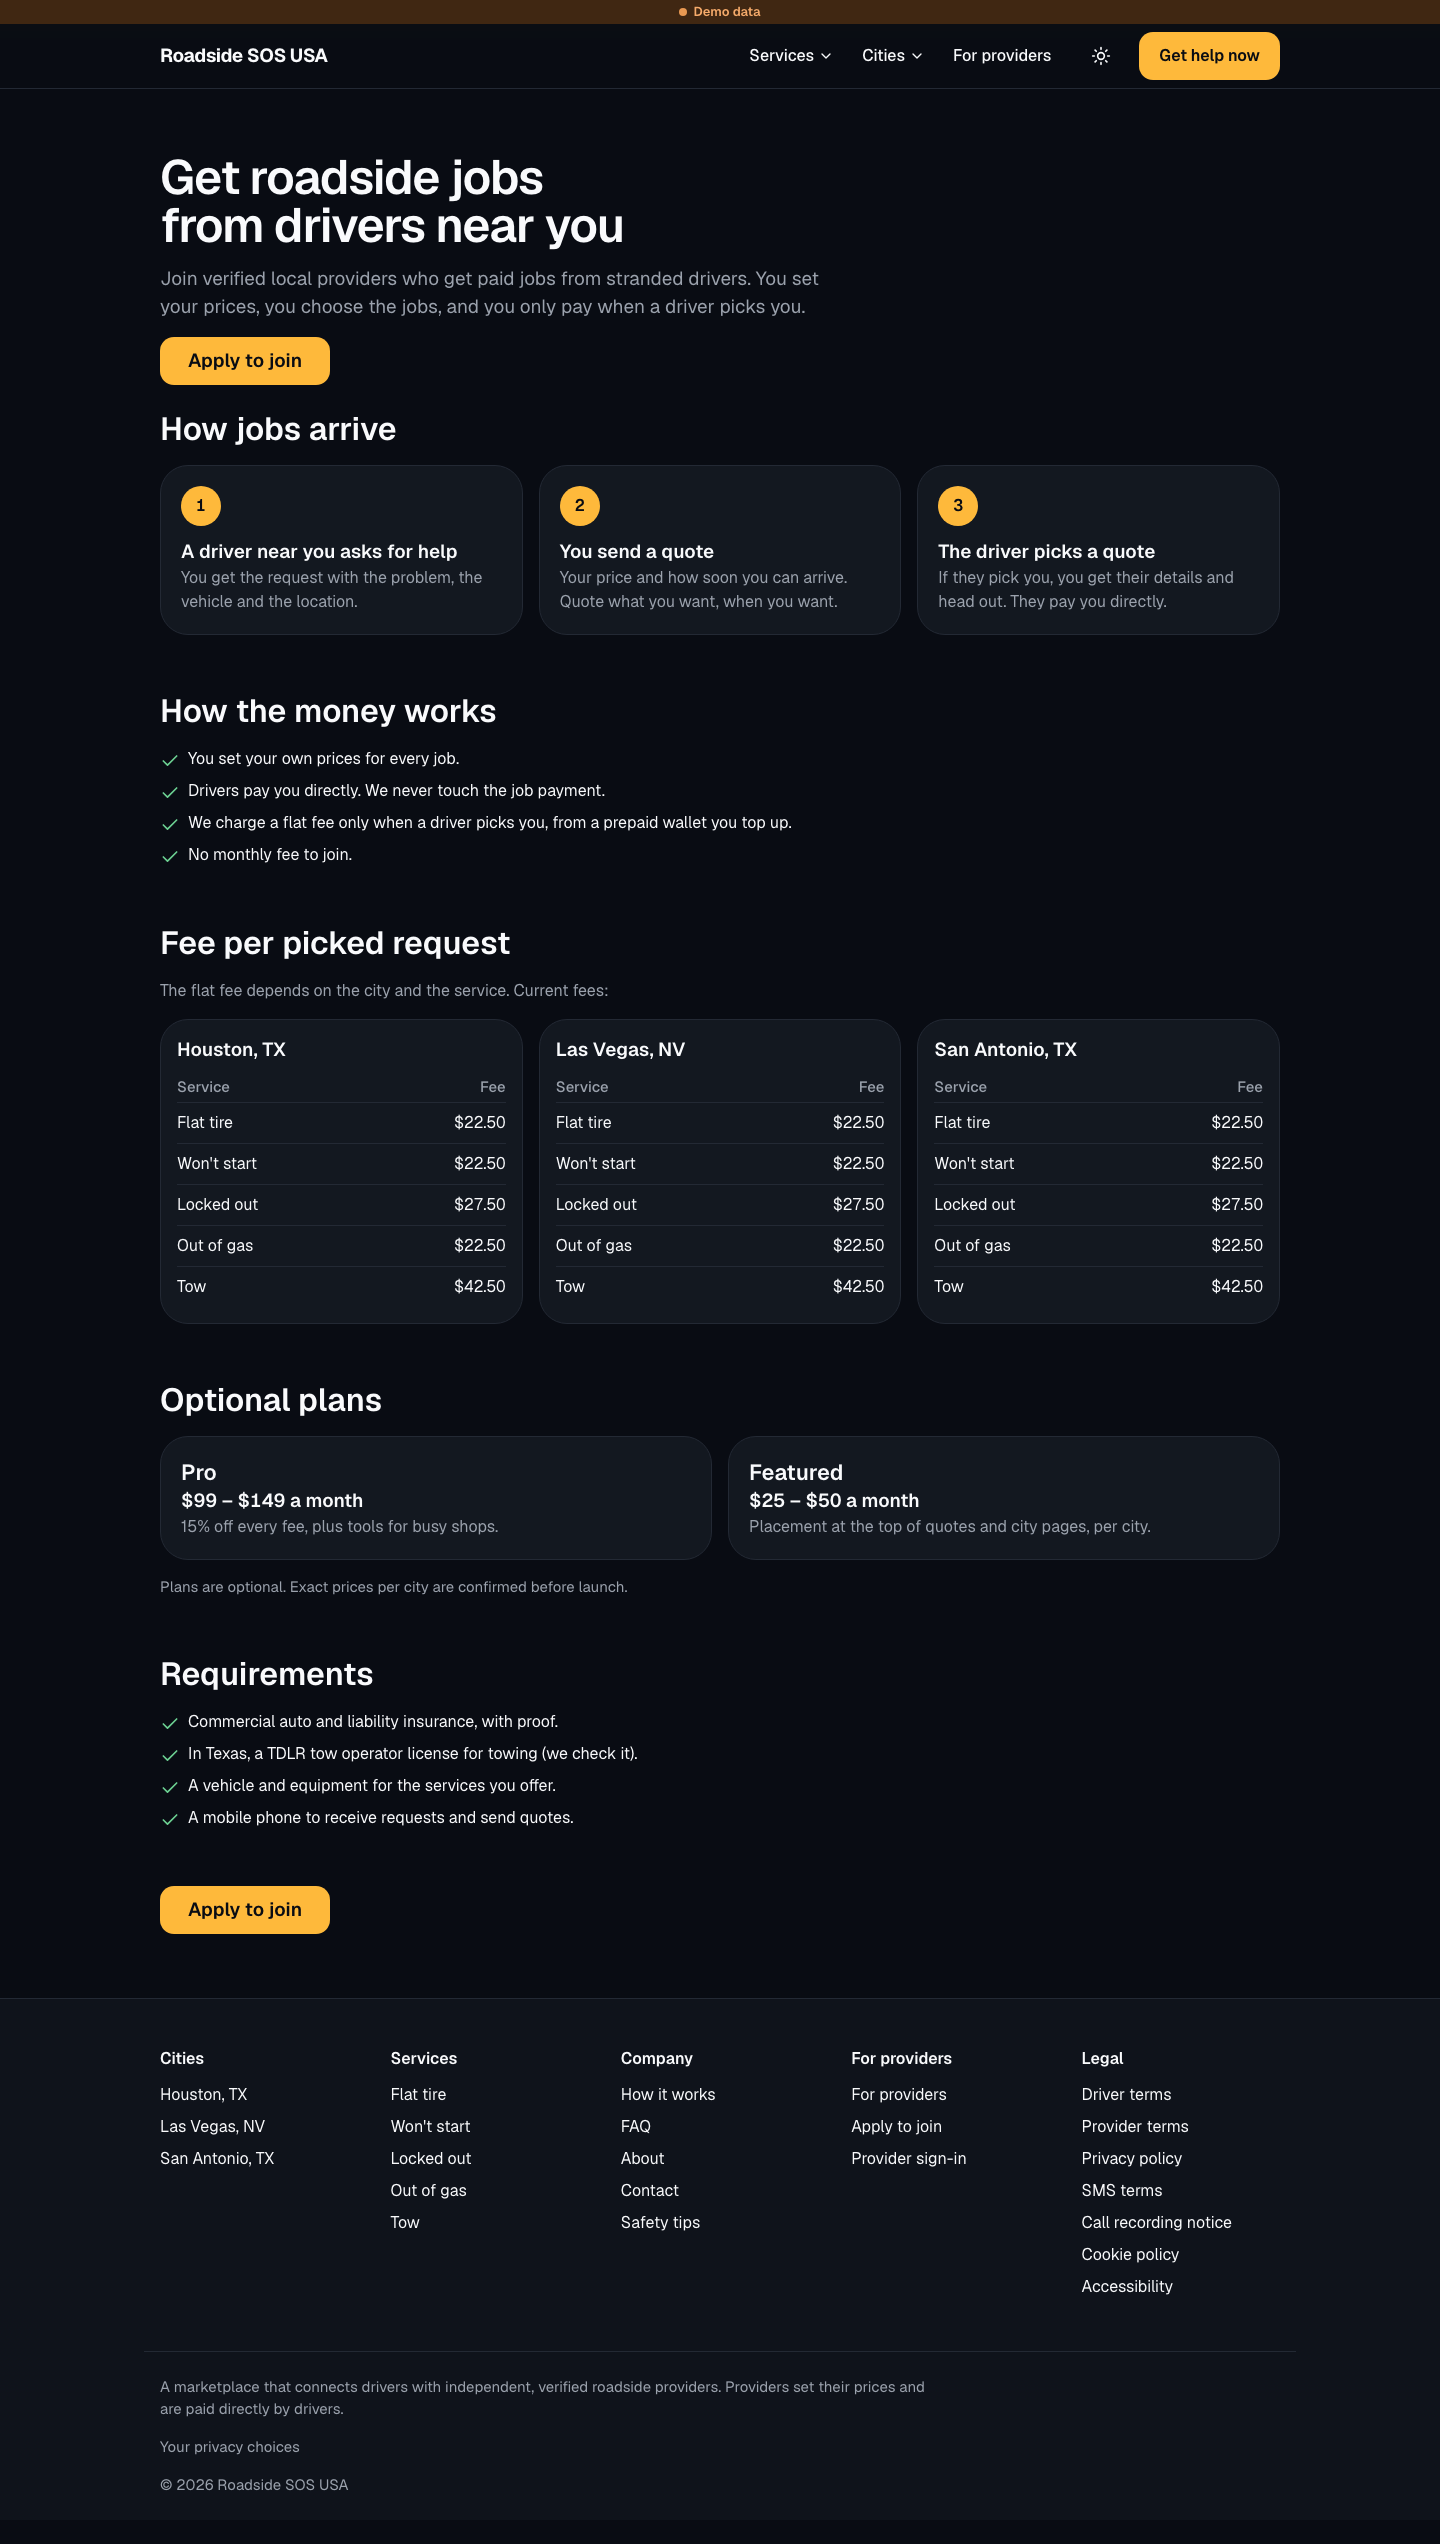 Demo data
Roadside SOS USA
Services
Cities
For providers
Get help now
Get roadside jobs
from drivers near you
Join verified local providers who get paid jobs from stranded drivers. You set
your prices, you choose the jobs, and you only pay when a driver picks you.
Apply to join
How jobs arrive
1
A driver near you asks for help
You get the request with the problem, the
vehicle and the location.
2
You send a quote
Your price and how soon you can arrive.
Quote what you want, when you want.
3
The driver picks a quote
If they pick you, you get their details and
head out. They pay you directly.
How the money works
You set your own prices for every job.
Drivers pay you directly. We never touch the job payment.
We charge a flat fee only when a driver picks you, from a prepaid wallet you top up.
No monthly fee to join.
Fee per picked request
The flat fee depends on the city and the service. Current fees:
Houston, TX
Service Fee
Flat tire $22.50
Won't start $22.50
Locked out $27.50
Out of gas $22.50
Tow $42.50
Las Vegas, NV
Service Fee
Flat tire $22.50
Won't start $22.50
Locked out $27.50
Out of gas $22.50
Tow $42.50
San Antonio, TX
Service Fee
Flat tire $22.50
Won't start $22.50
Locked out $27.50
Out of gas $22.50
Tow $42.50
Optional plans
Pro
$99 – $149 a month
15% off every fee, plus tools for busy shops.
Featured
$25 – $50 a month
Placement at the top of quotes and city pages, per city.
Plans are optional. Exact prices per city are confirmed before launch.
Requirements
Commercial auto and liability insurance, with proof.
In Texas, a TDLR tow operator license for towing (we check it).
A vehicle and equipment for the services you offer.
A mobile phone to receive requests and send quotes.
Apply to join
Cities
Houston, TX
Las Vegas, NV
San Antonio, TX
Services
Flat tire
Won't start
Locked out
Out of gas
Tow
Company
How it works
FAQ
About
Contact
Safety tips
For providers
For providers
Apply to join
Provider sign-in
Legal
Driver terms
Provider terms
Privacy policy
SMS terms
Call recording notice
Cookie policy
Accessibility
A marketplace that connects drivers with independent, verified roadside providers. Providers set their prices and
are paid directly by drivers.
Your privacy choices
© 2026 Roadside SOS USA